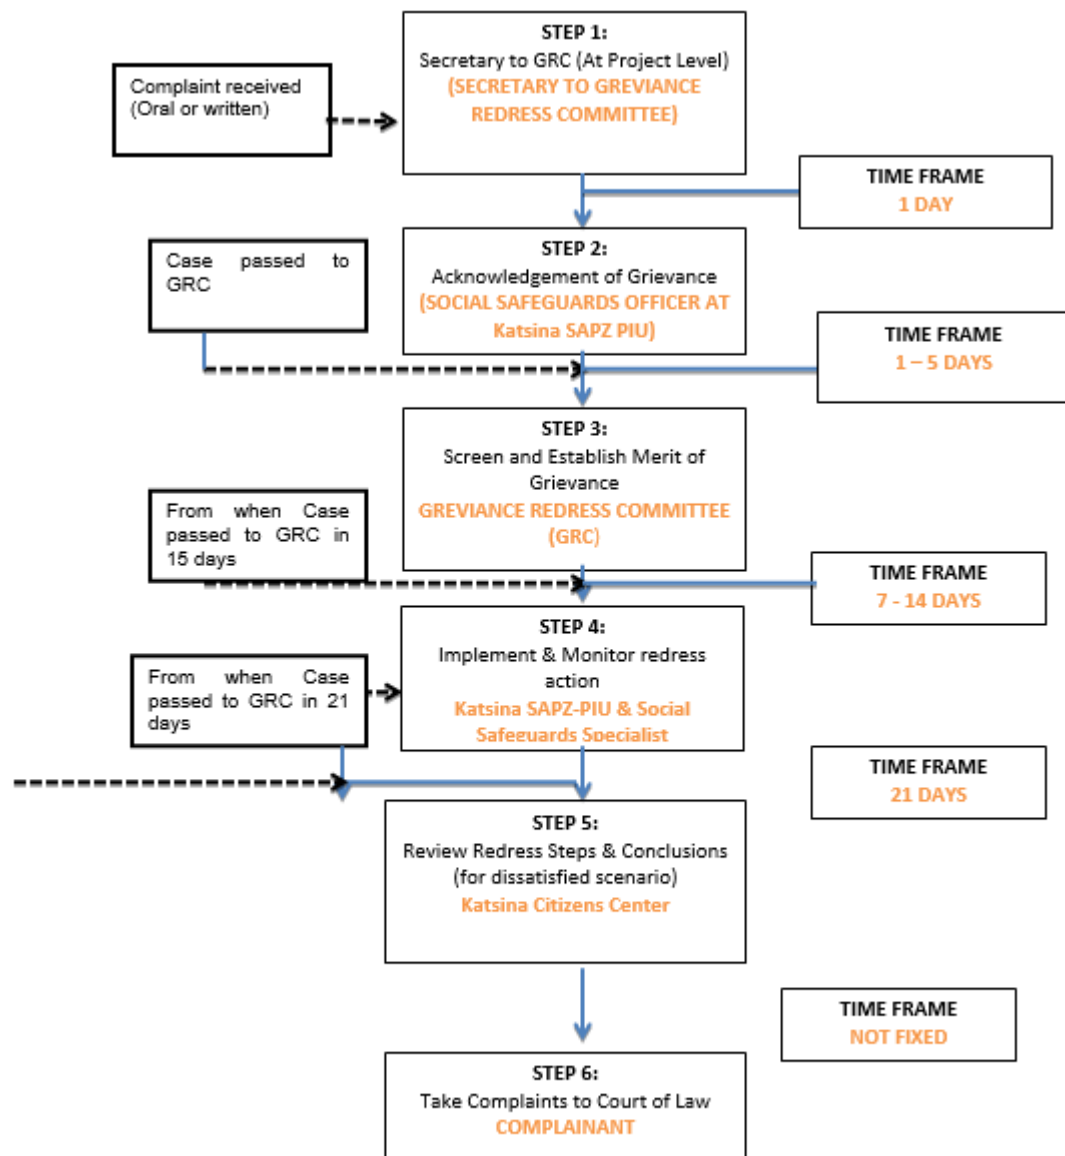 STEP 1:
Secretary to GRC (At Project Level)
(SECRETARY TO GREVIANCE
REDRESS COMMITTEE)
Complaint received
(Oral or written)
TIME FRAME
1 DAY
STEP 2:
Acknowledgement of Grievance
(SOCIAL SAFEGUARDS OFFICER AT
Katsina SAPZ PIU)
Case passed to
GRC
TIME FRAME
1 – 5 DAYS
STEP 3:
Screen and Establish Merit of
Grievance
GREVIANCE REDRESS COMMITTEE
(GRC)
From when Case
passed to GRC in
15 days
TIME FRAME
7 - 14 DAYS
STEP 4:
Implement & Monitor redress
action
Katsina SAPZ-PIU & Social
Safeguards Specialist
From when Case
passed to GRC in 21
days
TIME FRAME
21 DAYS
STEP 5:
Review Redress Steps & Conclusions
(for dissatisfied scenario)
Katsina Citizens Center
TIME FRAME
NOT FIXED
STEP 6:
Take Complaints to Court of Law
COMPLAINANT